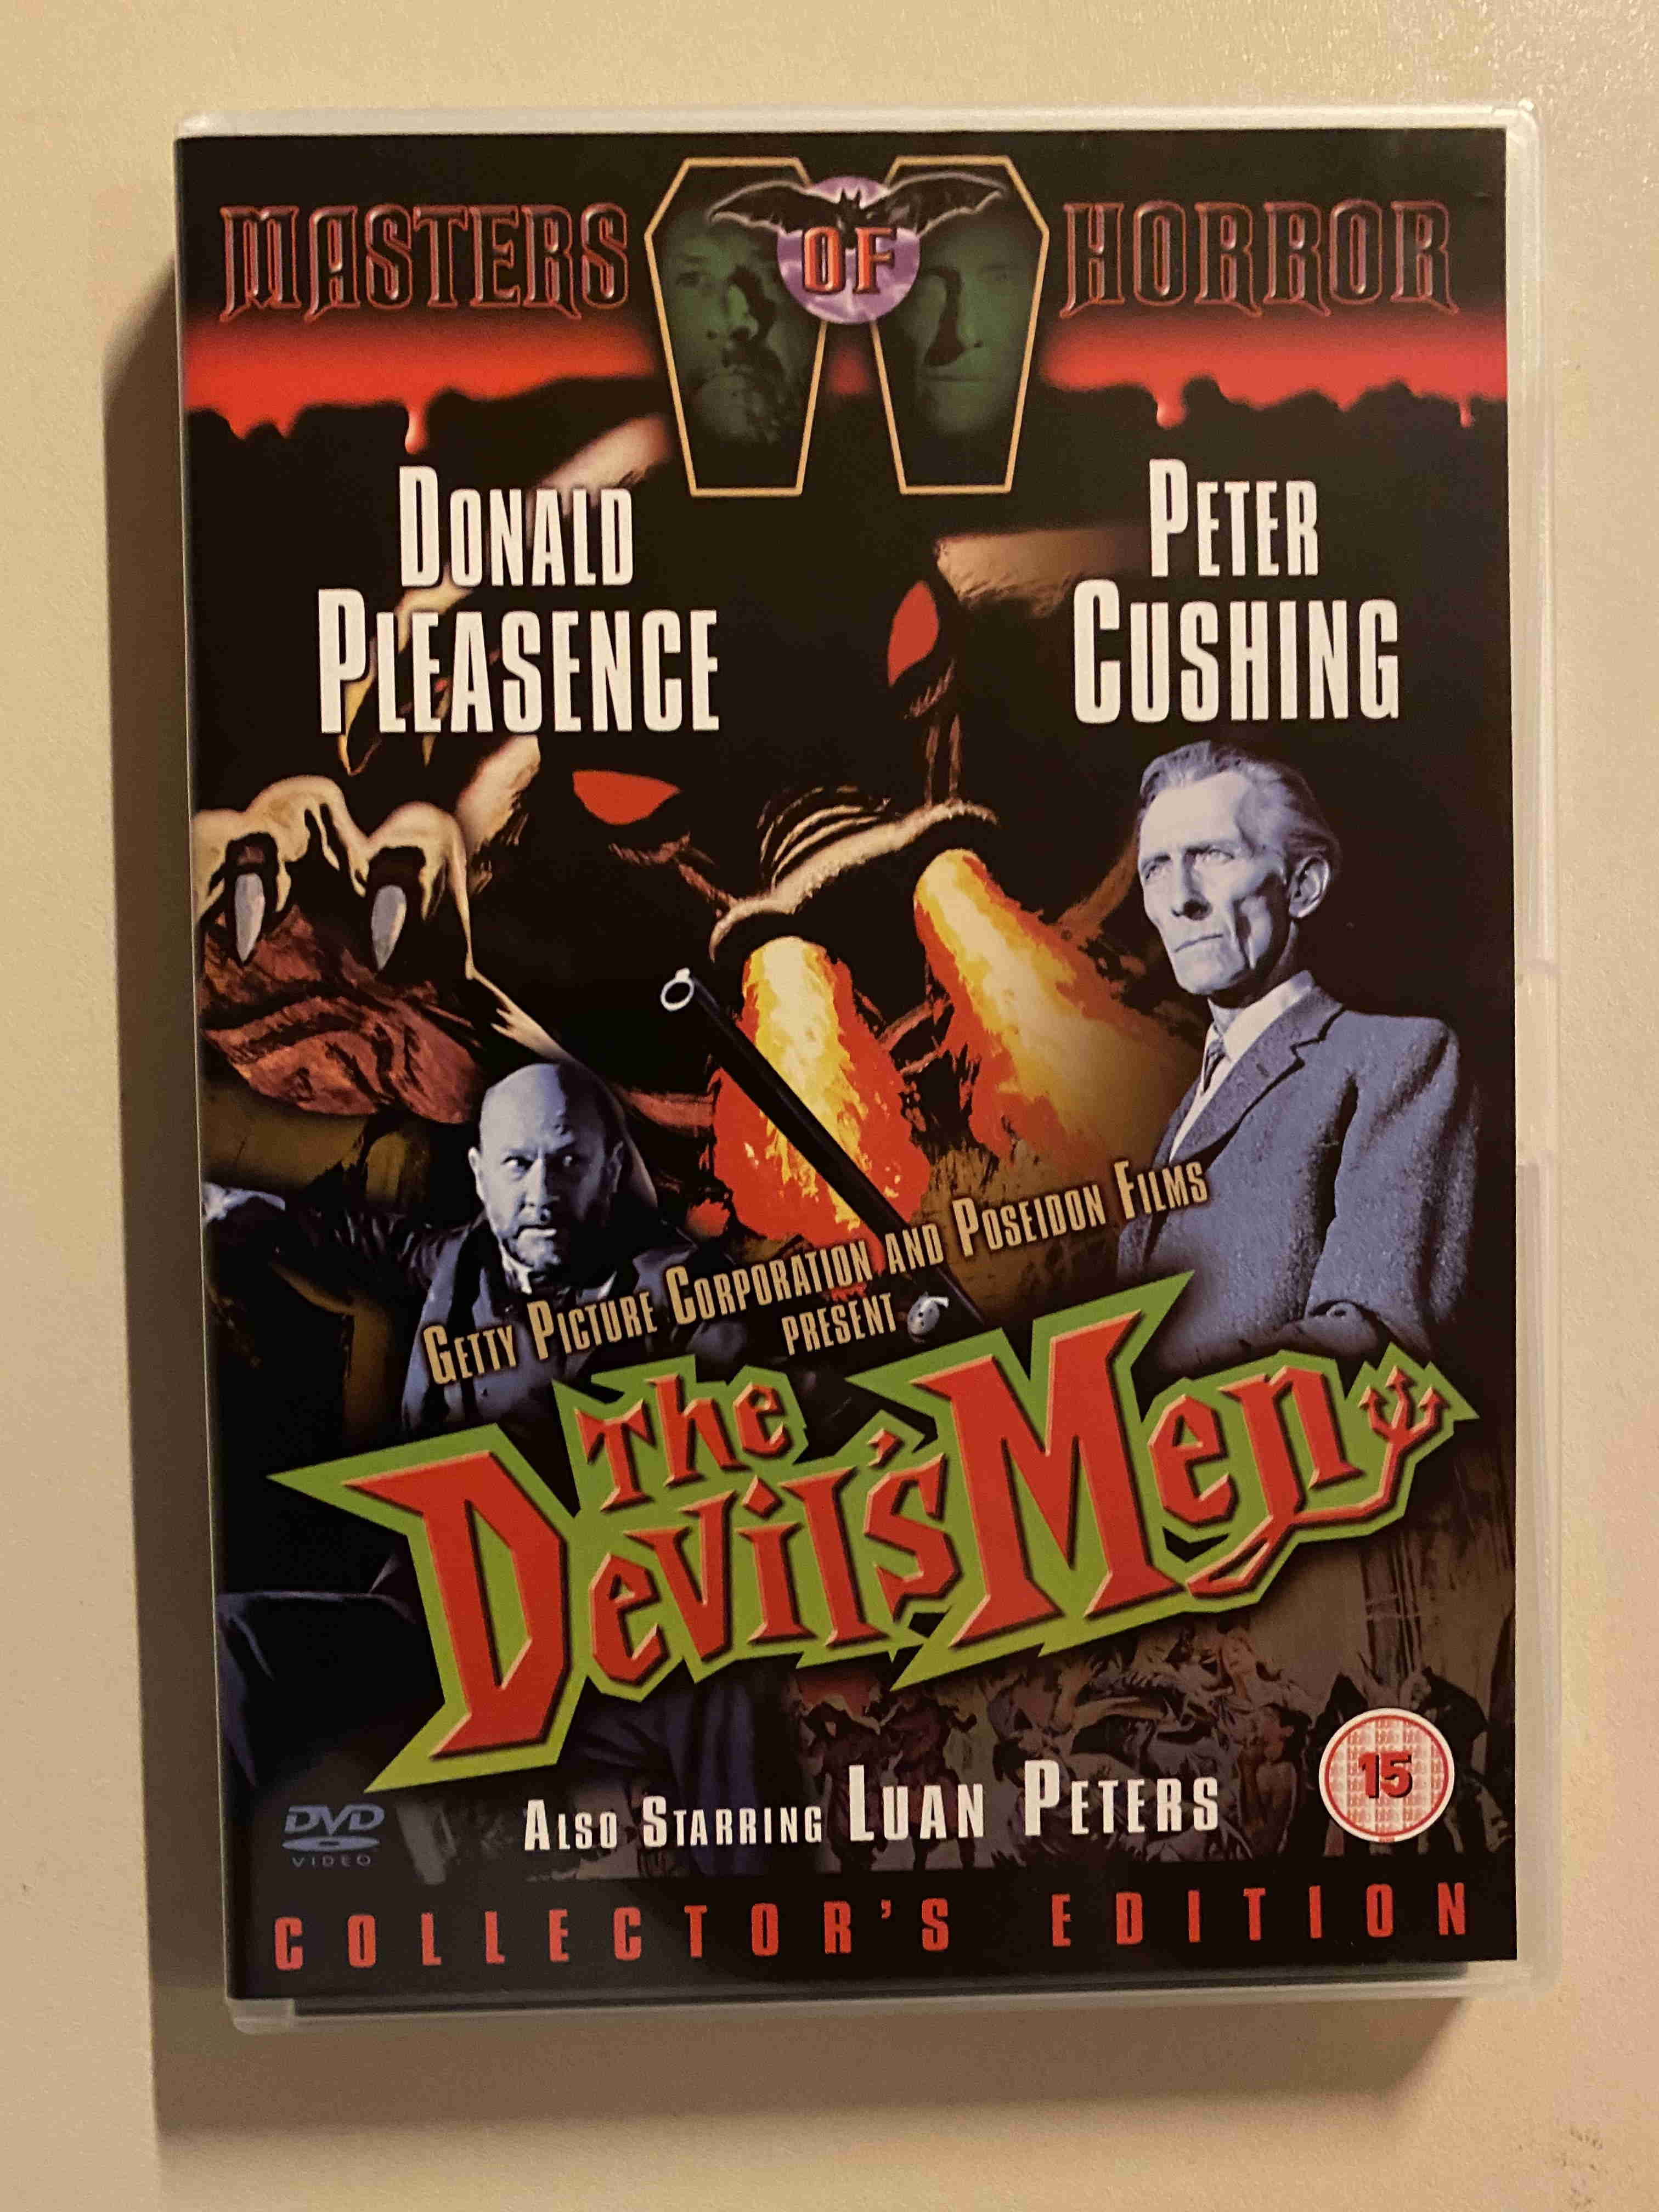 MASTERS OF HORROR
DONALD
PLEASENCE
PETER
CUSHING
GETTY PICTURE CORPORATION AND POSEIDON FILMS
PRESENT
The
Devil's Men
ALSO STARRING LUAN PETERS
15
DVD
VIDEO
COLLECTOR'S EDITION